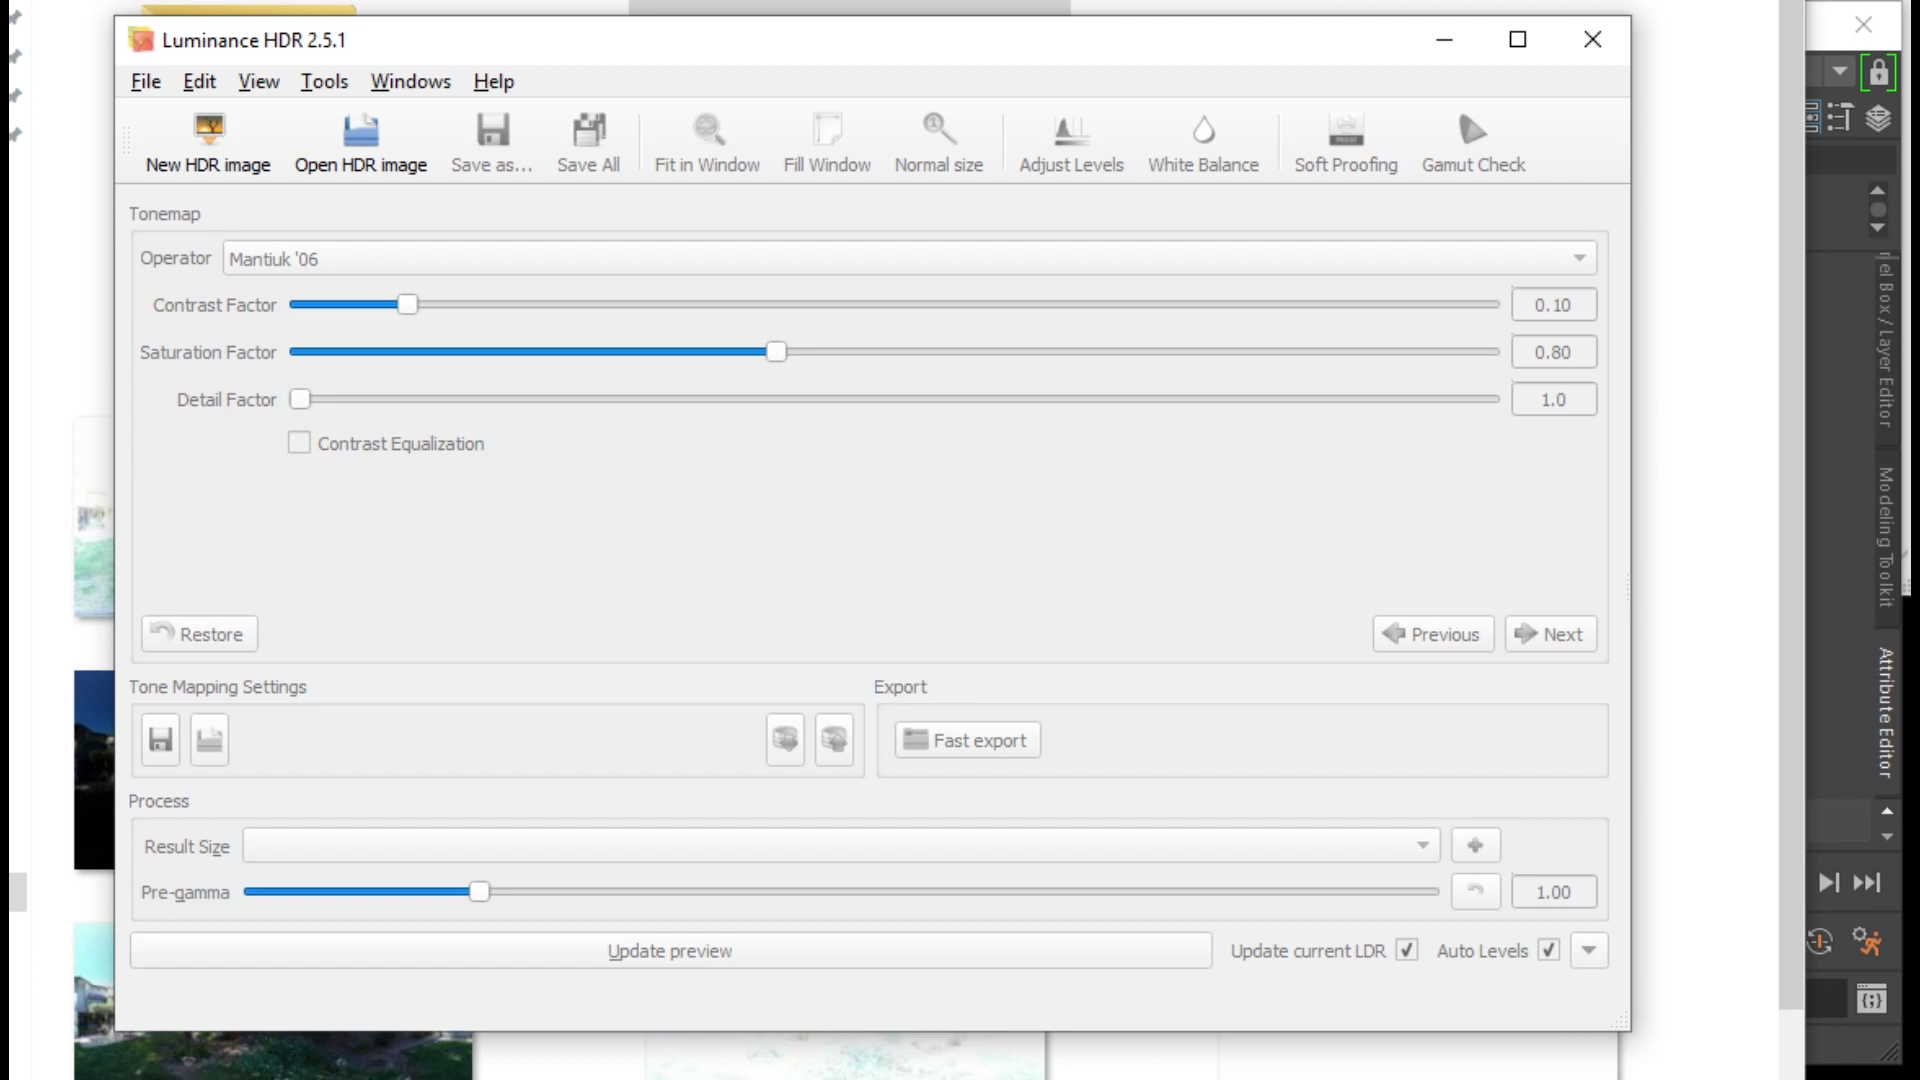 Luminance HDR 2.5.1
File Edit View Tools Windows Help
New HDR image Open HDR image Save as... Save All Fit in Window Fill Window Normal size Adjust Levels White Balance Soft Proofing Gamut Check
Tonemap
Operator Mantiuk '06
Contrast Factor 0.10
Saturation Factor 0.80
Detail Factor 1.0
Contrast Equalization
Restore Previous Next
Tone Mapping Settings Export
Fast export
Process
Result Size
Pre-gamma 1.00
Update preview Update current LDR Auto Levels
Box / Layer Editor
Modeling Toolkit
Attribute Editor